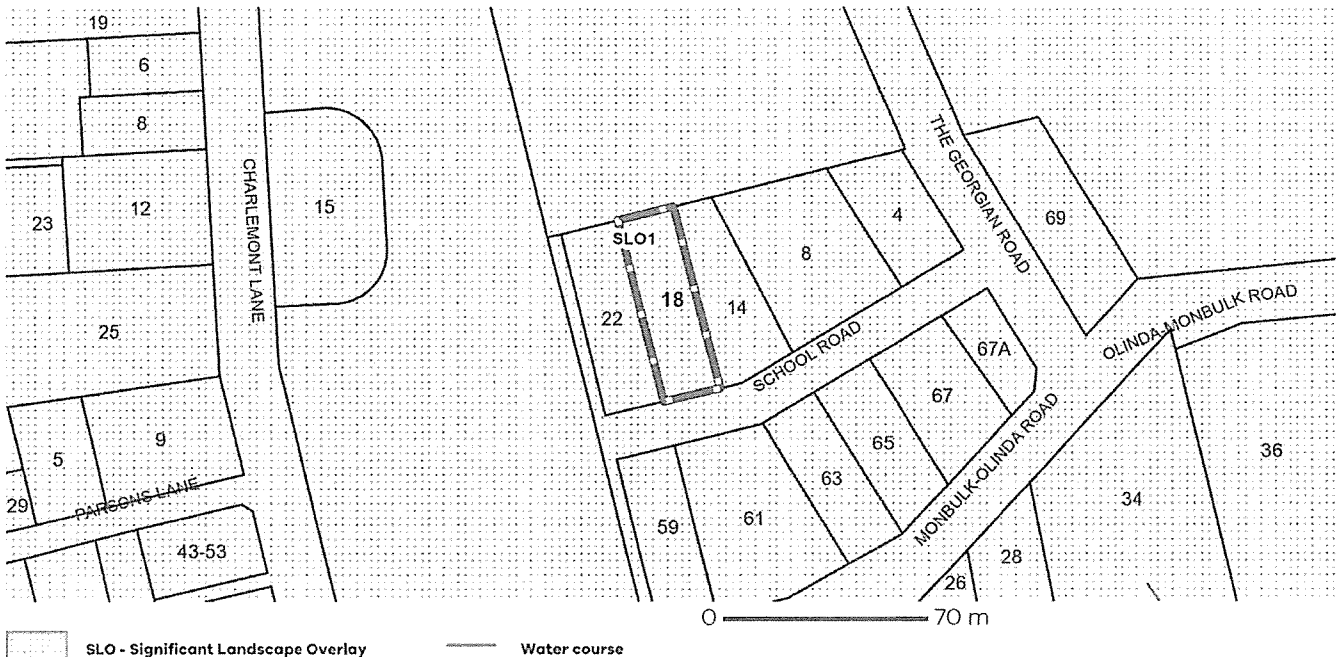 19
6
8
CHARLEMONT LANE
15
12
23
25
9
5
29
PARSONS LANE
43-53
SLO1
22
18
14
8
4
THE GEORGIAN ROAD
69
OLINDA-MONBULK ROAD
SCHOOL ROAD
67A
67
65
63
61
59
MONBULK-OLINDA ROAD
36
34
28
26
0 70 m
SLO - Significant Landscape Overlay Water course